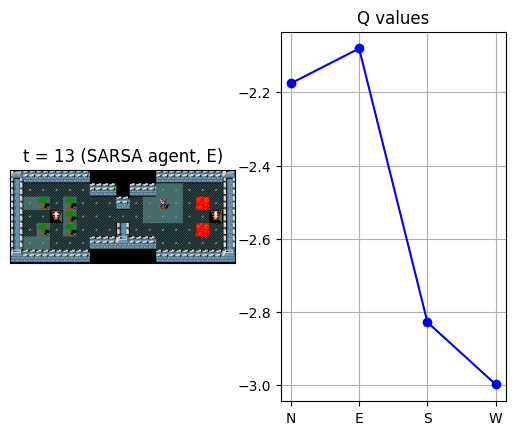 Q values
t = 13 (SARSA agent, E)
−2.2
−2.4
−2.6
−2.8
−3.0
N E S W